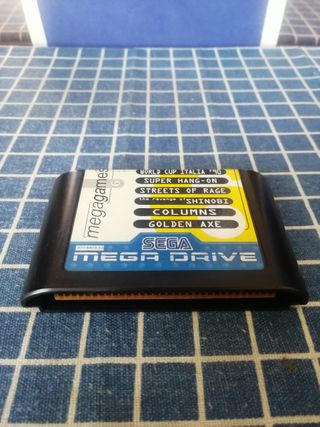 megagames
6
WORLD CUP ITALIA '90
SUPER HANG-ON
STREETS OF RAGE
the revenge of SHINOBI
COLUMNS
GOLDEN AXE
SEGA
MEGA DRIVE